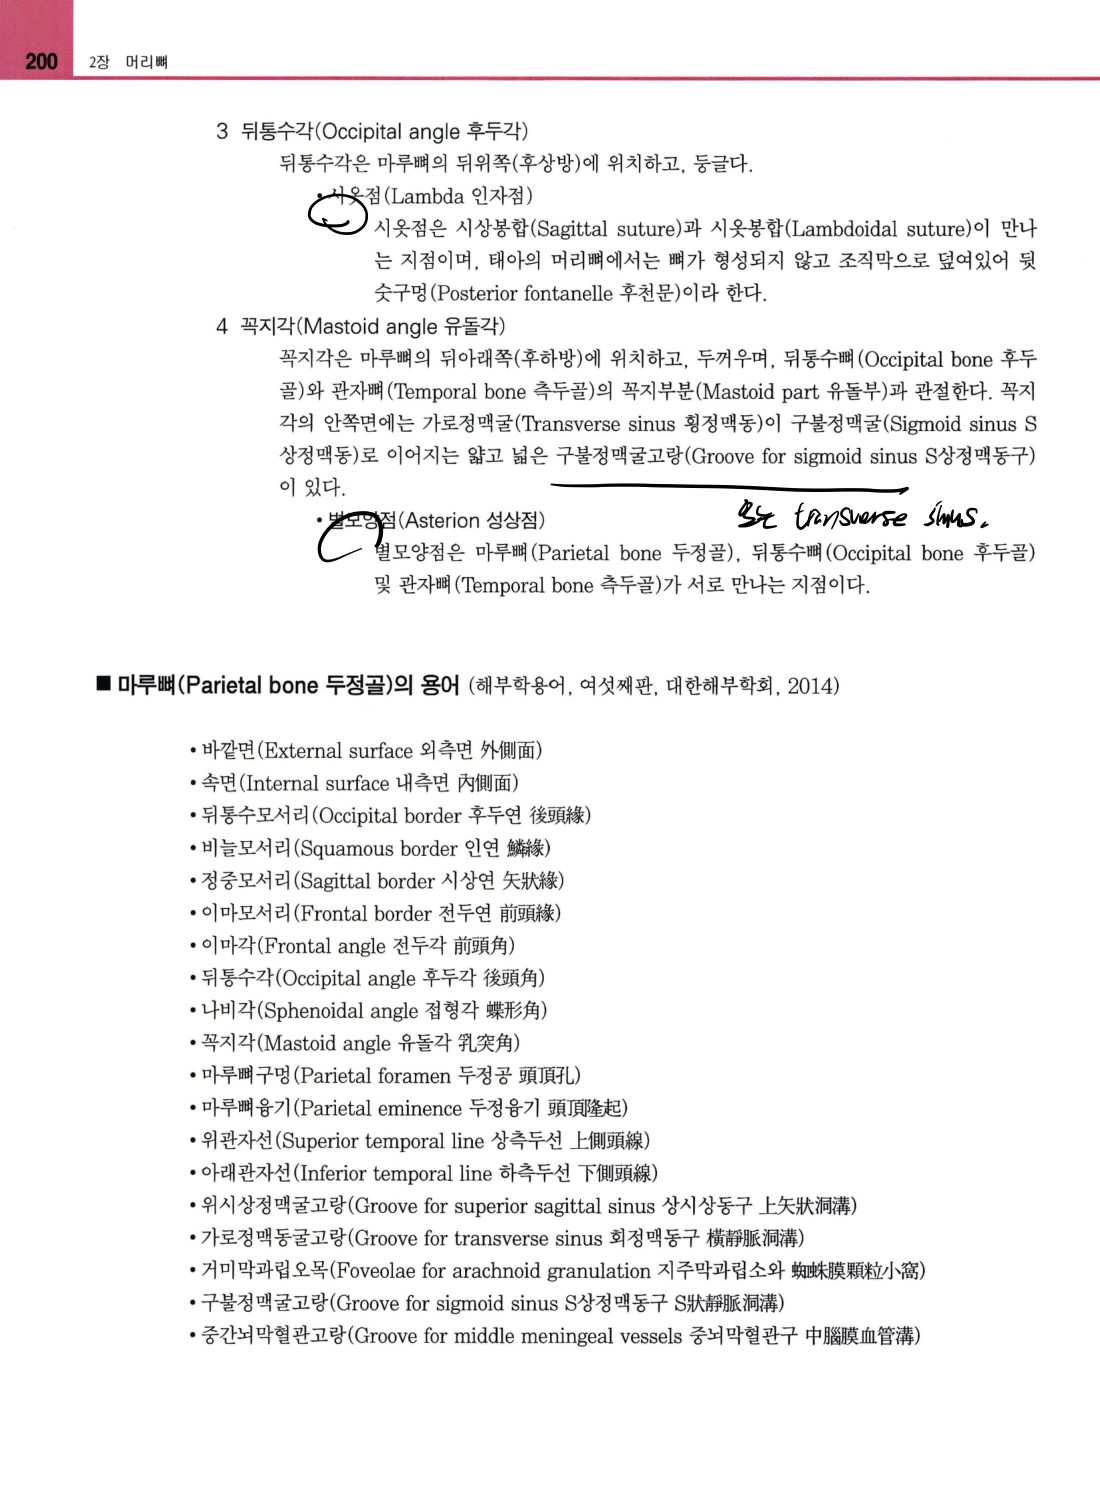 200 2장 머리뼈
3 뒤통수각(Occipital angle 후두각)
뒤통수각은 마루뼈의 뒤위쪽(후상방)에 위치하고, 둥글다.
• 시옷점(Lambda 인자점)
시옷점은 시상봉합(Sagittal suture)과 시옷봉합(Lambdoidal suture)이 만나
는 지점이며, 태아의 머리뼈에서는 뼈가 형성되지 않고 조직막으로 덮여있어 뒷
숫구멍(Posterior fontanelle 후천문)이라 한다.
4 꼭지각(Mastoid angle 유돌각)
꼭지각은 마루뼈의 뒤아래쪽(후하방)에 위치하고, 두꺼우며, 뒤통수뼈(Occipital bone 후두
골)와 관자뼈(Temporal bone 측두골)의 꼭지부분(Mastoid part 유돌부)과 관절한다. 꼭지
각의 안쪽면에는 가로정맥굴(Transverse sinus 횡정맥동)이 구불정맥굴(Sigmoid sinus S
상정맥동)로 이어지는 얇고 넓은 구불정맥굴고랑(Groove for sigmoid sinus S상정맥동구)
이 있다.
transverse sinus.
• 별모양점(Asterion 성상점)
별모양점은 마루뼈(Parietal bone 두정골), 뒤통수뼈(Occipital bone 후두골)
및 관자뼈(Temporal bone 측두골)가 서로 만나는 지점이다.
■ 마루뼈(Parietal bone 두정골)의 용어 (해부학용어, 여섯째판, 대한해부학회, 2014)
• 바깥면(External surface 외측면 外側面)
• 속면(Internal surface 내측면 內側面)
• 뒤통수모서리(Occipital border 후두연 後頭緣)
• 비늘모서리(Squamous border 인연 鱗緣)
• 정중모서리(Sagittal border 시상연 矢狀緣)
• 이마모서리(Frontal border 전두연 前頭緣)
• 이마각(Frontal angle 전두각 前頭角)
• 뒤통수각(Occipital angle 후두각 後頭角)
• 나비각(Sphenoidal angle 접형각 蝶形角)
• 꼭지각(Mastoid angle 유돌각 乳突角)
• 마루뼈구멍(Parietal foramen 두정공 頭頂孔)
• 마루뼈융기(Parietal eminence 두정융기 頭頂隆起)
• 위관자선(Superior temporal line 상측두선 上側頭線)
• 아래관자선(Inferior temporal line 하측두선 下側頭線)
• 위시상정맥굴고랑(Groove for superior sagittal sinus 상시상동구 上矢狀洞溝)
• 가로정맥동굴고랑(Groove for transverse sinus 회정맥동구 橫靜脈洞溝)
• 거미막과립오목(Foveolae for arachnoid granulation 지주막과립소와 蜘蛛膜顆粒小窩)
• 구불정맥굴고랑(Groove for sigmoid sinus S상정맥동구 S狀靜脈洞溝)
• 중간뇌막혈관고랑(Groove for middle meningeal vessels 중뇌막혈관구 中腦膜血管溝)